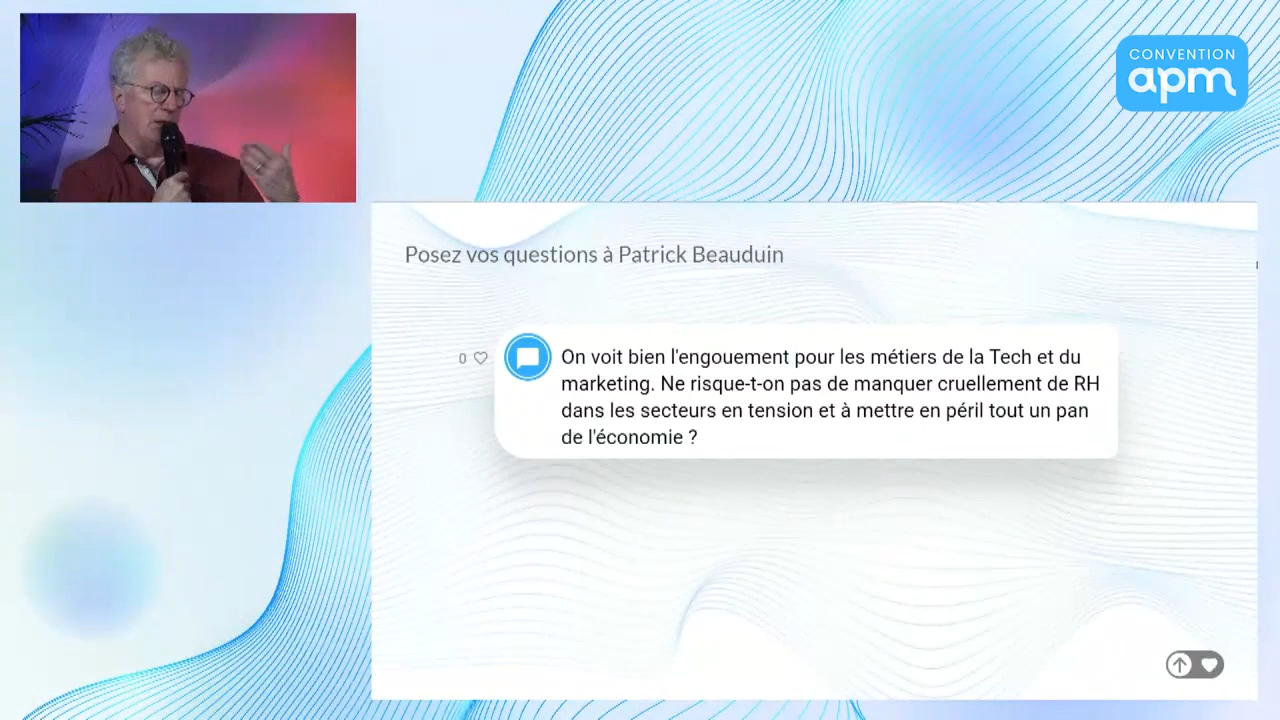 CONVENTION
apm
Posez vos questions à Patrick Beauduin
0
On voit bien l'engouement pour les métiers de la Tech et du
marketing. Ne risque-t-on pas de manquer cruellement de RH
dans les secteurs en tension et à mettre en péril tout un pan
de l'économie ?